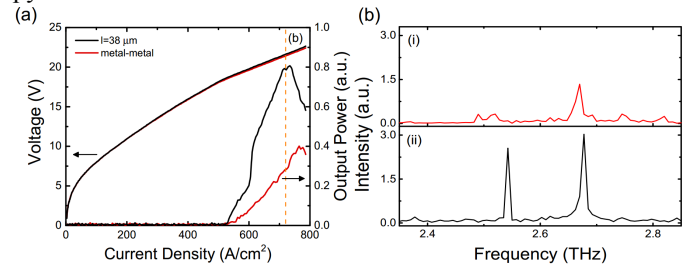 (a)
l=38 μm
metal-metal
(b)
Voltage (V)
25
20
15
10
5
0
0 200 400 600 800
Current Density (A/cm²)
1.0
0.8
0.6
0.4
0.2
0.0
Output Power (a.u.)
(b)
(i)
3.0
1.5
0.0
(ii)
3.0
1.5
0.0
Intensity (a.u.)
2.4 2.6 2.8
Frequency (THz)